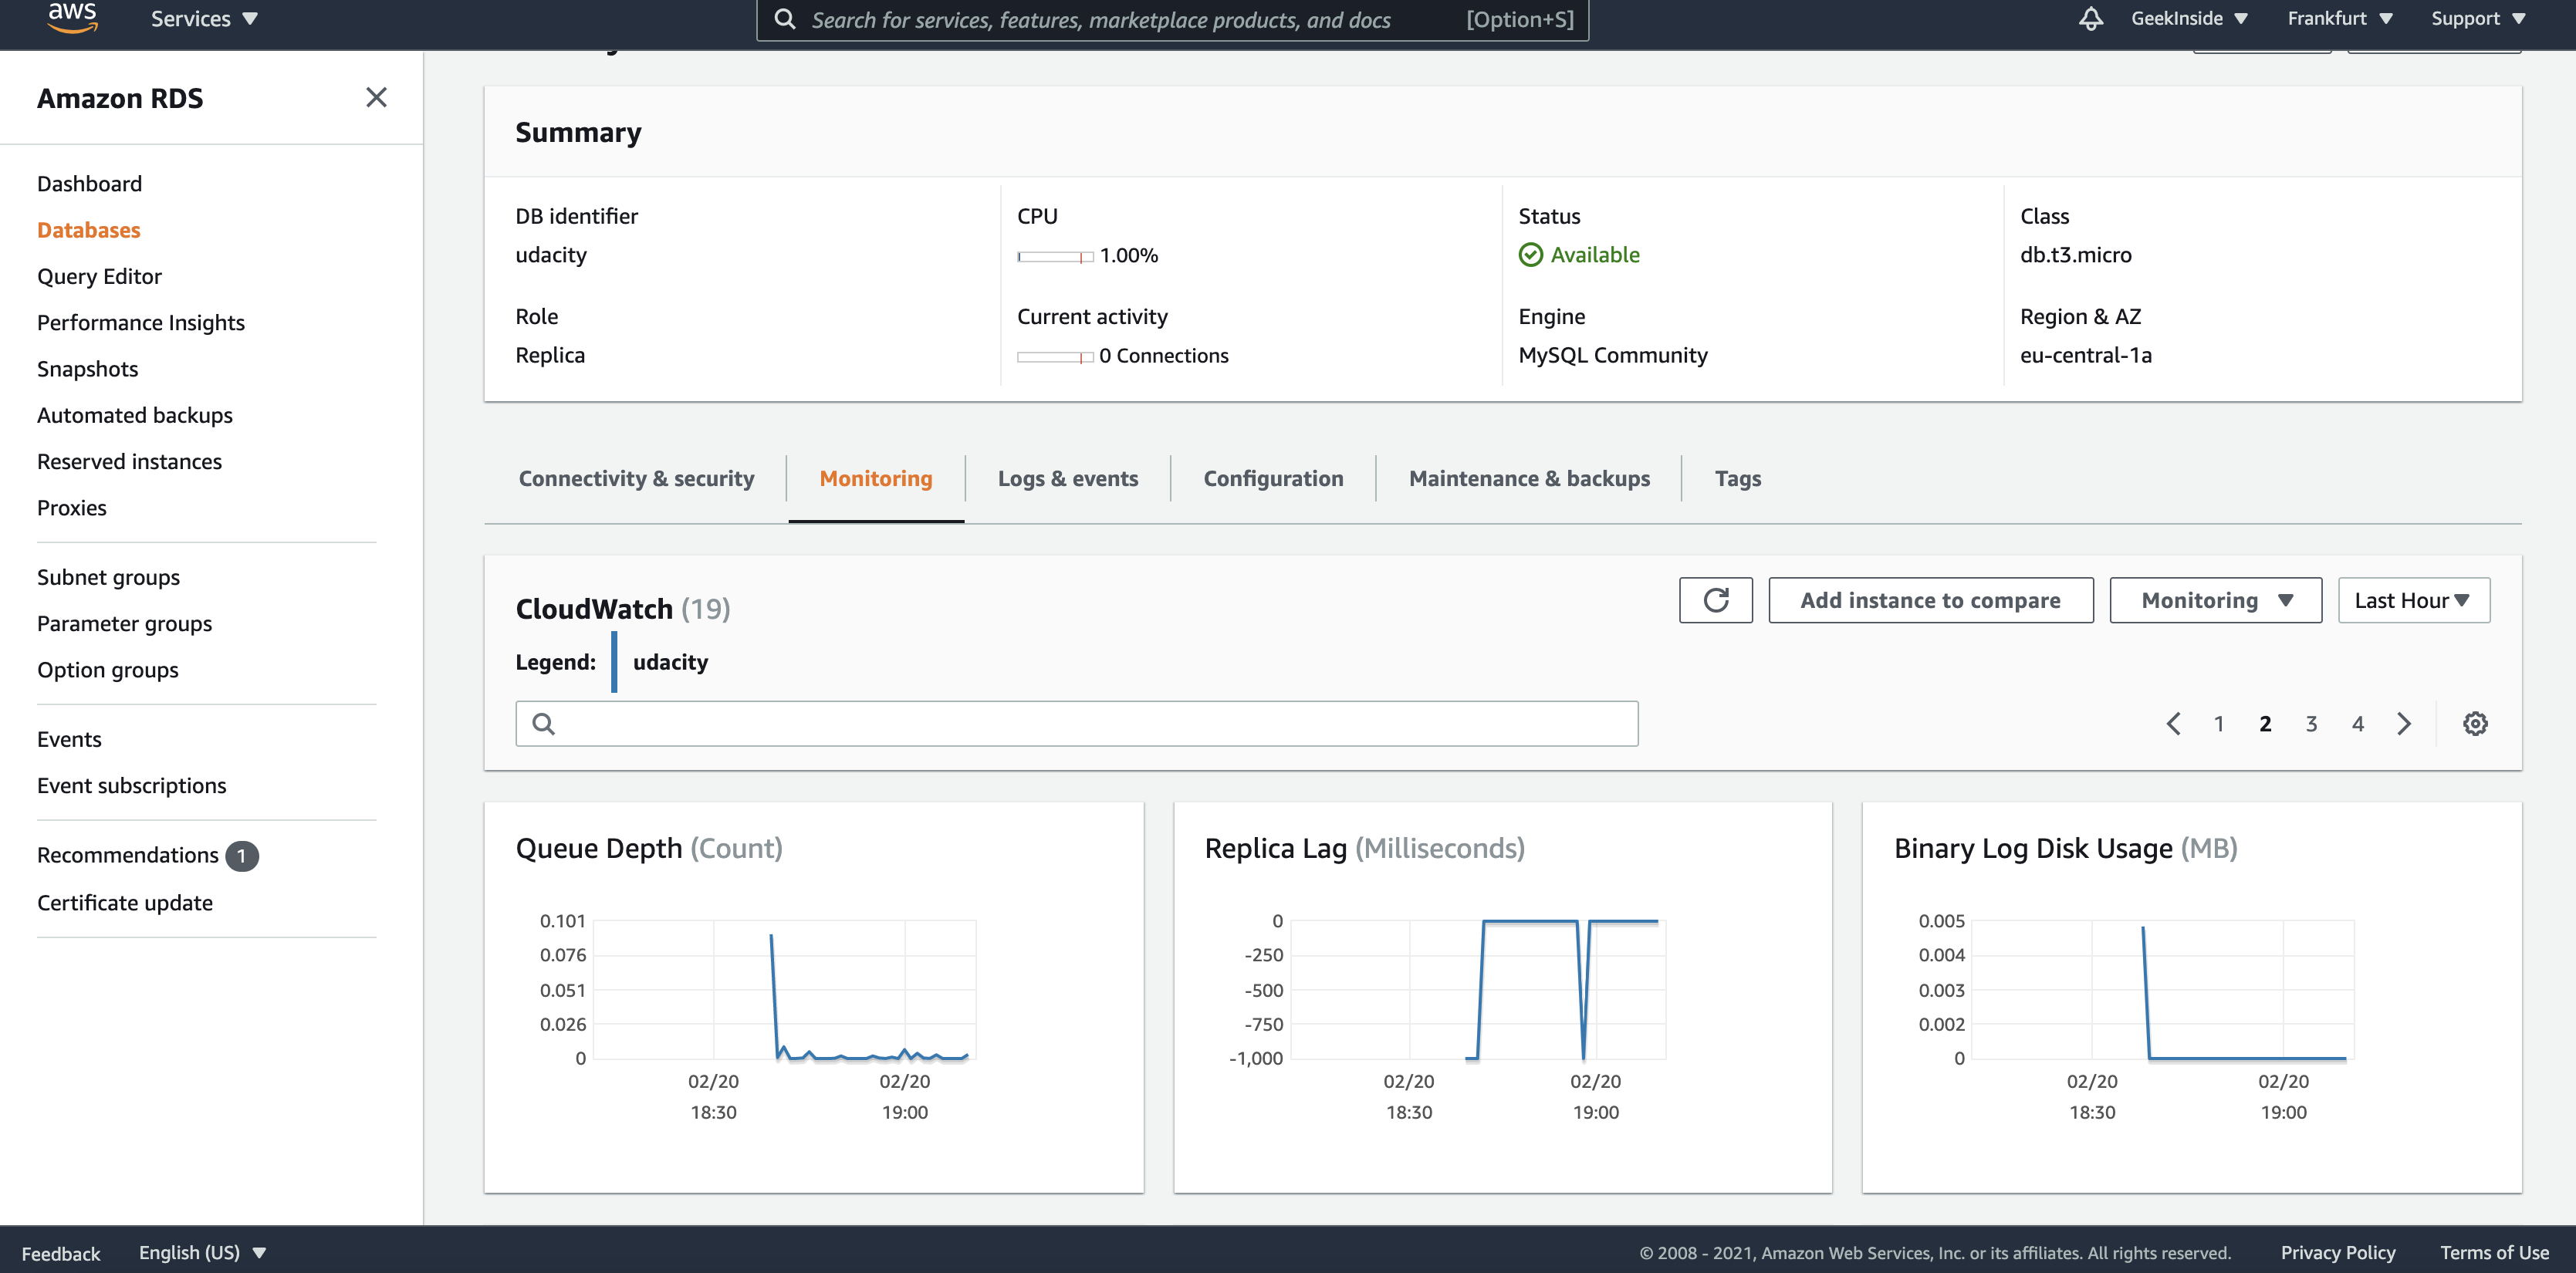 aws
Services
Search for services, features, marketplace products, and docs [Option+S]
GeekInside
Frankfurt
Support
Amazon RDS
Dashboard
Databases
Query Editor
Performance Insights
Snapshots
Automated backups
Reserved instances
Proxies
Subnet groups
Parameter groups
Option groups
Events
Event subscriptions
Recommendations 1
Certificate update
Summary
DB identifier
udacity
CPU
1.00%
Status
Available
Class
db.t3.micro
Role
Replica
Current activity
0 Connections
Engine
MySQL Community
Region & AZ
eu-central-1a
Connectivity & security
Monitoring
Logs & events
Configuration
Maintenance & backups
Tags
CloudWatch (19)
Add instance to compare
Monitoring
Last Hour
Legend:
udacity
1 2 3 4
Queue Depth (Count)
0.101
0.076
0.051
0.026
0
02/20 02/20
18:30 19:00
Replica Lag (Milliseconds)
0
-250
-500
-750
-1,000
02/20 02/20
18:30 19:00
Binary Log Disk Usage (MB)
0.005
0.004
0.003
0.002
0
02/20 02/20
18:30 19:00
Feedback
English (US)
© 2008 - 2021, Amazon Web Services, Inc. or its affiliates. All rights reserved.
Privacy Policy
Terms of Use